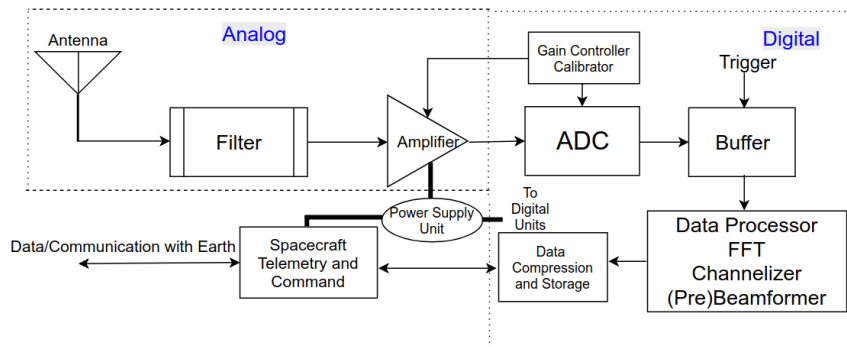 Analog
Digital
Antenna
Gain Controller
Calibrator
Trigger
Filter
Amplifier
ADC
Buffer
To
Digital
Units
Power Supply
Unit
Data/Communication with Earth
Spacecraft
Telemetry and
Command
Data
Compression
and Storage
Data Processor
FFT
Channelizer
(Pre)Beamformer